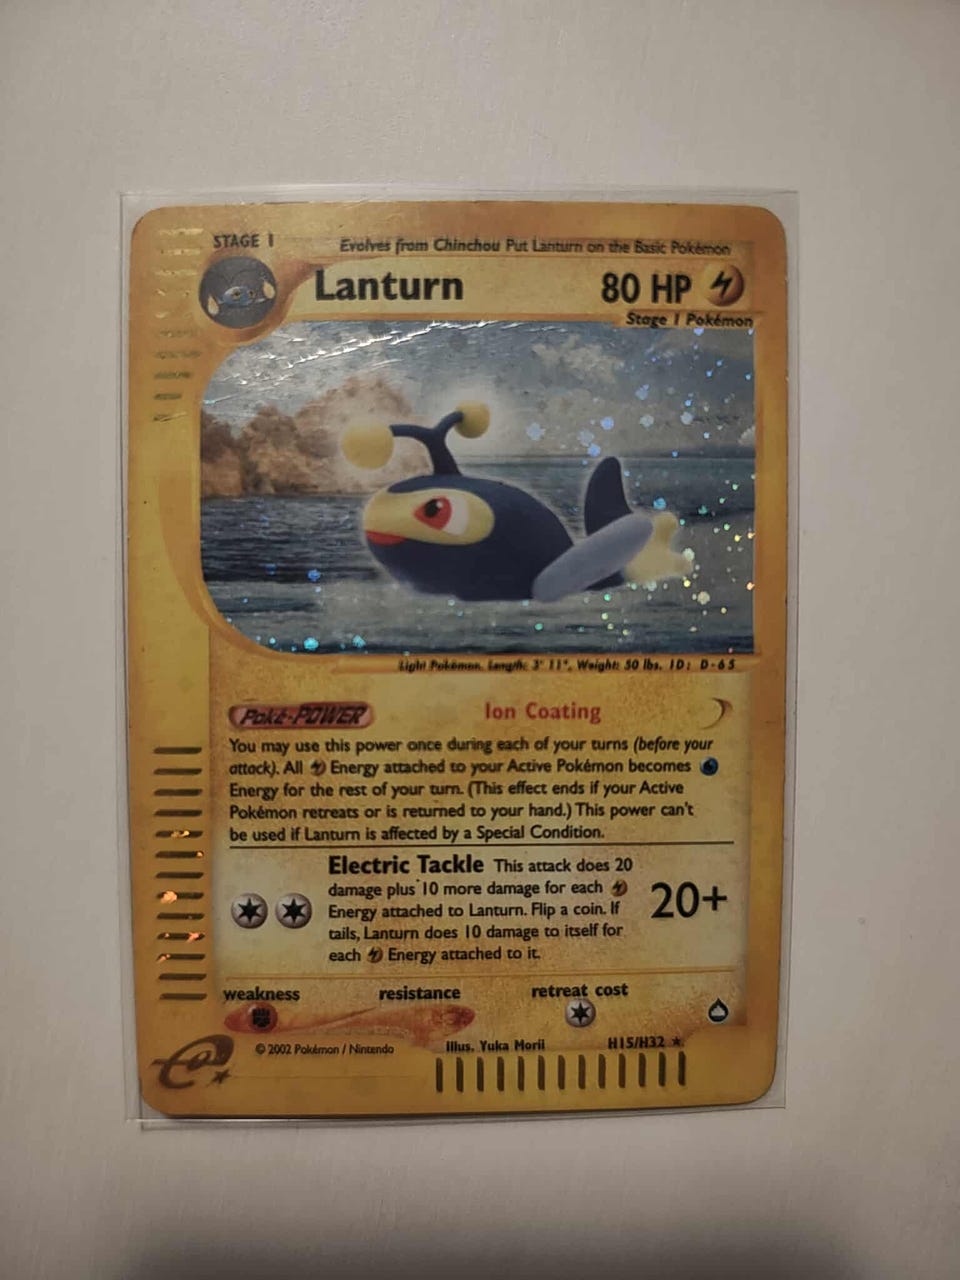 STAGE 1
Evolves from Chinchou Put Lanturn on the Basic Pokémon
Lanturn
80 HP
Stage 1 Pokémon
Light Pokémon. Length: 3' 11", Weight: 50 lbs. ID: D-65
Poké-POWER Ion Coating
You may use this power once during each of your turns (before your
attack). All Energy attached to your Active Pokémon becomes
Energy for the rest of your turn. (This effect ends if your Active
Pokémon retreats or is returned to your hand.) This power can't
be used if Lanturn is affected by a Special Condition.
Electric Tackle This attack does 20
damage plus 10 more damage for each
Energy attached to Lanturn. Flip a coin. If
tails, Lanturn does 10 damage to itself for
each Energy attached to it.
20+
weakness resistance retreat cost
© 2002 Pokémon / Nintendo Illus. Yuka Morii H15/H32 ★
e